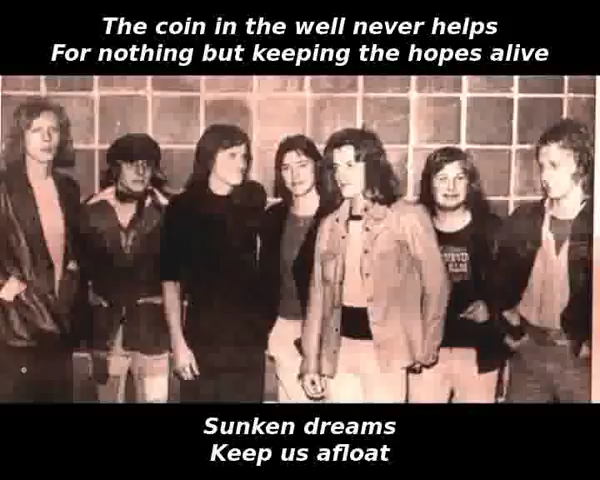 The coin in the well never helps
For nothing but keeping the hopes alive
Sunken dreams
Keep us afloat